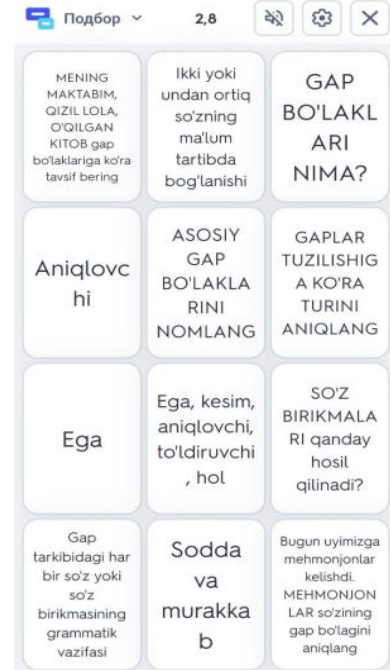 Подбор
2,8
MENING
MAKTABIM,
QIZIL LOLA,
O'QILGAN
KITOB gap
bo'laklariga ko'ra
tavsif bering
Ikki yoki
undan ortiq
so'zning
ma'lum
tartibda
bog'lanishi
GAP
BO'LAKL
ARI
NIMA?
Aniqlovc
hi
ASOSIY
GAP
BO'LAKLA
RINI
NOMLANG
GAPLAR
TUZILISHIG
A KO'RA
TURINI
ANIQLANG
Ega
Ega, kesim,
aniqlovchi,
to'ldiruvchi
, hol
SO'Z
BIRIKMALA
RI qanday
hosil
qilinadi?
Gap
tarkibidagi har
bir so'z yoki
so'z
birikmasining
grammatik
vazifasi
Sodda
va
murakka
b
Bugun uyimizga
mehmonjonlar
kelishdi.
MEHMONJON
LAR so'zining
gap bo'lagini
aniqlang